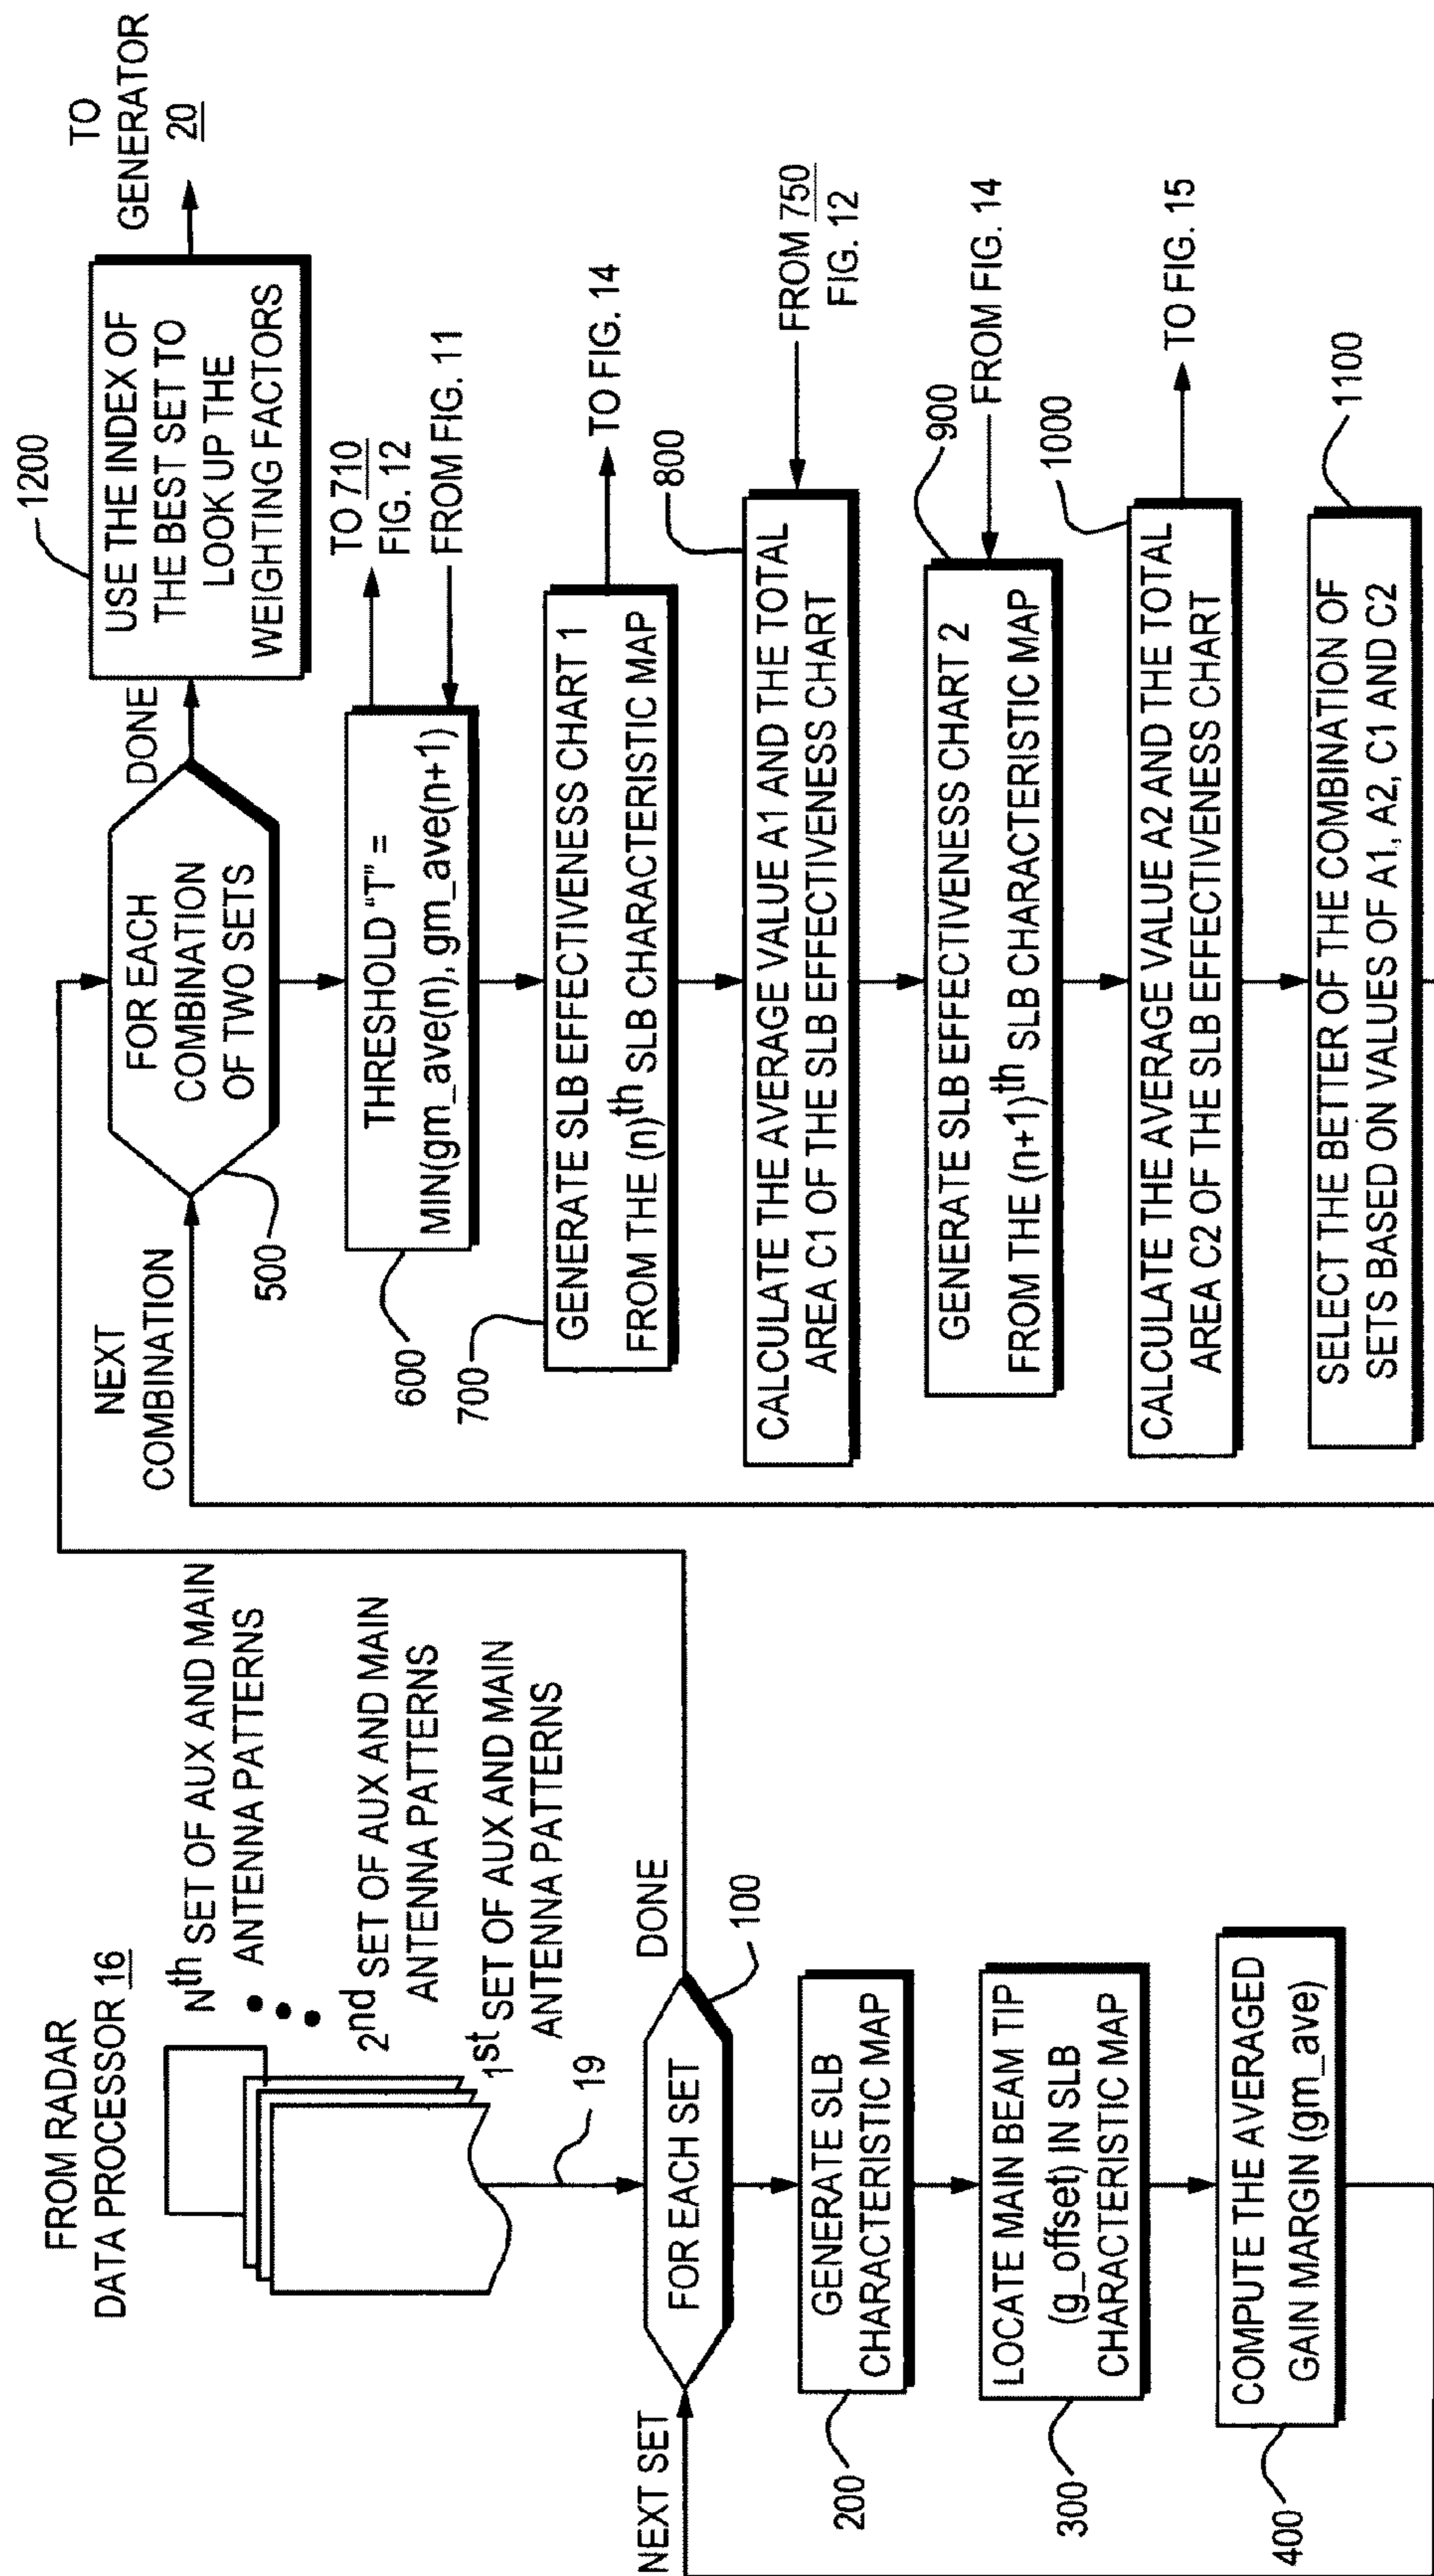 FROM RADAR
DATA PROCESSOR 16
Nth SET OF AUX AND MAIN
ANTENNA PATTERNS
2nd SET OF AUX AND MAIN
ANTENNA PATTERNS
1st SET OF AUX AND MAIN
ANTENNA PATTERNS
19
NEXT SET
FOR EACH SET
DONE
100
GENERATE SLB
CHARACTERISTIC MAP
200
LOCATE MAIN BEAM TIP
(g_offset) IN SLB
CHARACTERISTIC MAP
300
COMPUTE THE AVERAGED
GAIN MARGIN (gm_ave)
400
NEXT
COMBINATION
FOR EACH
COMBINATION
OF TWO SETS
500
DONE
USE THE INDEX OF
THE BEST SET TO
LOOK UP THE
WEIGHTING FACTORS
1200
TO
GENERATOR
20
THRESHOLD "T" =
MIN(gm_ave(n), gm_ave(n+1)
600
TO 710
FIG. 12
FROM FIG. 11
GENERATE SLB EFFECTIVENESS CHART 1
FROM THE (n)th SLB CHARACTERISTIC MAP
700
TO FIG. 14
CALCULATE THE AVERAGE VALUE A1 AND THE TOTAL
AREA C1 OF THE SLB EFFECTIVENESS CHART
800
FROM 750
FIG. 12
GENERATE SLB EFFECTIVENESS CHART 2
FROM THE (n+1)th SLB CHARACTERISTIC MAP
900
FROM FIG. 14
CALCULATE THE AVERAGE VALUE A2 AND THE TOTAL
AREA C2 OF THE SLB EFFECTIVENESS CHART
1000
TO FIG. 15
SELECT THE BETTER OF THE COMBINATION OF
SETS BASED ON VALUES OF A1, A2, C1 AND C2
1100